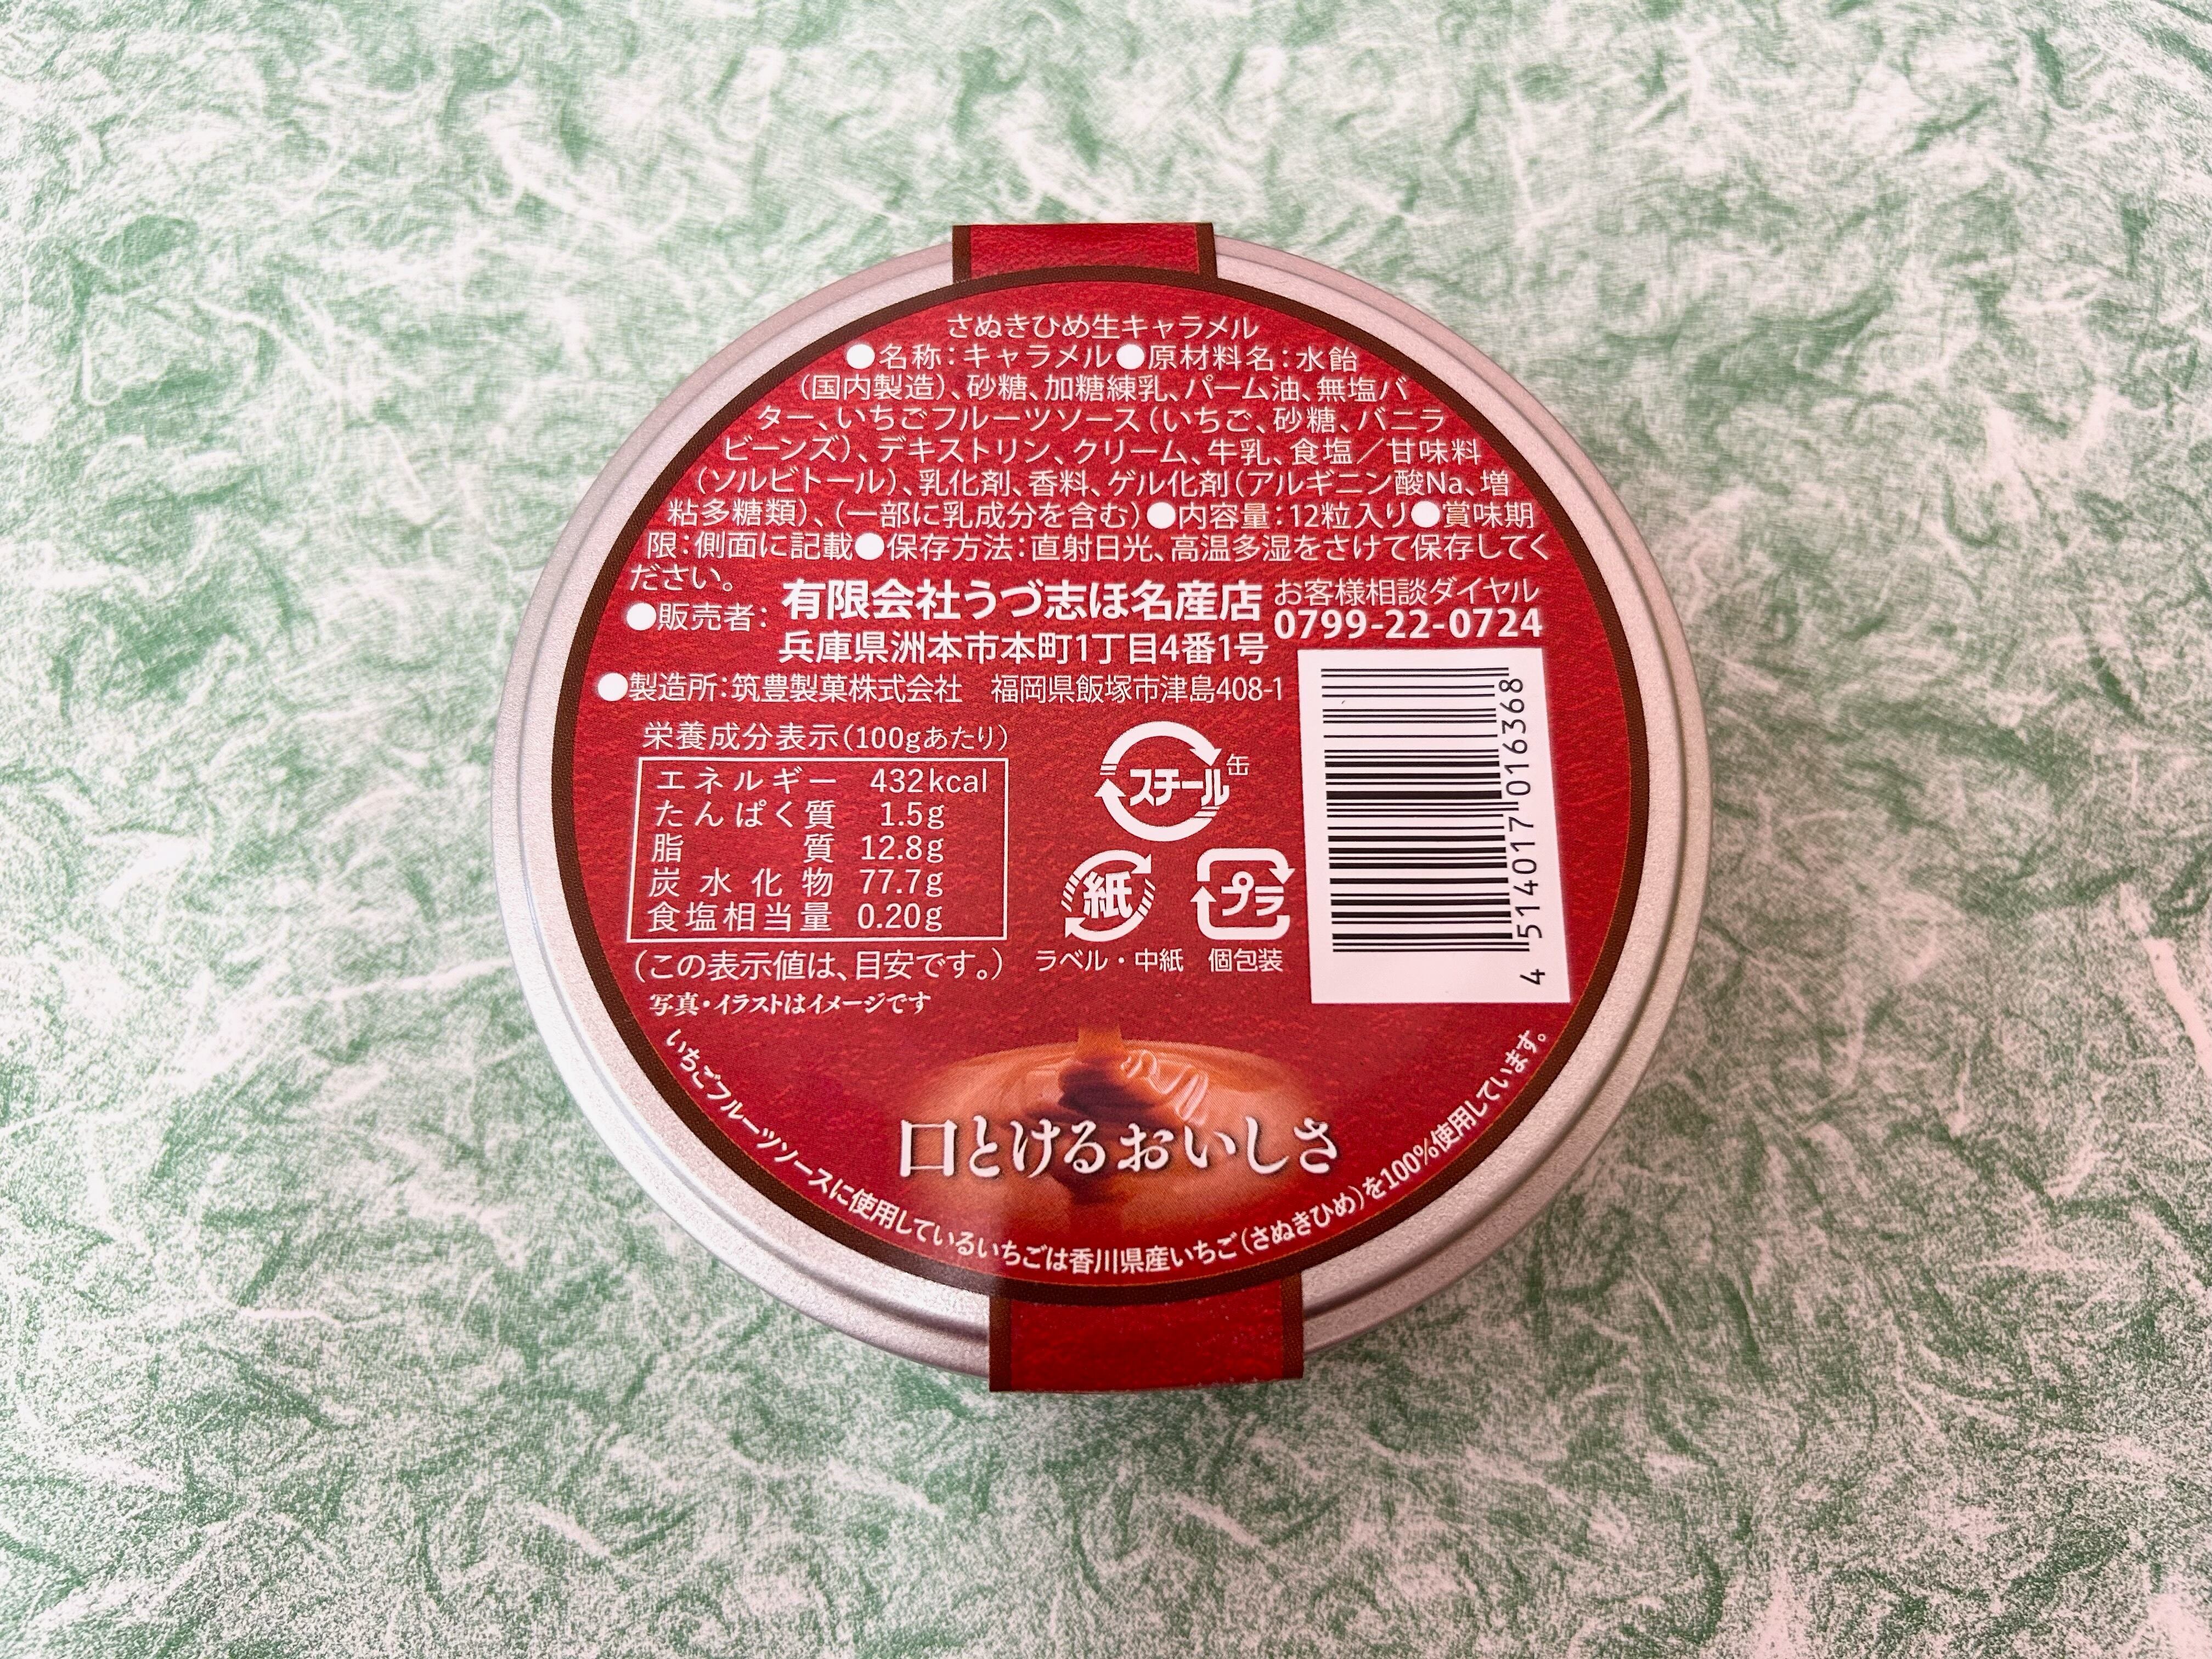 さぬきひめ生キャラメル
●名称：キャラメル●原材料名：水飴
（国内製造）、砂糖、加糖練乳、パーム油、無塩バ
ター、いちごフルーツソース（いちご、砂糖、バニラ
ビーンズ）、デキストリン、クリーム、牛乳、食塩／甘味料
（ソルビトール）、乳化剤、香料、ゲル化剤（アルギニン酸Na、増
粘多糖類）、（一部に乳成分を含む）●内容量：12粒入り●賞味期
限：側面に記載●保存方法：直射日光、高温多湿をさけて保存してく
ださい。
●販売者：有限会社うづ志ほ名産店
兵庫県洲本市本町1丁目4番1号
お客様相談ダイヤル
0799-22-0724
●製造所：筑豊製菓株式会社　福岡県飯塚市津島408-1
栄養成分表示（100gあたり）
エネルギー 432kcal
たんぱく質 1.5g
脂質 12.8g
炭水化物 77.7g
食塩相当量 0.20g
（この表示値は、目安です。）
写真・イラストはイメージです
スチール缶
紙
プラ
ラベル・中紙
個包装
4 514017 016368
口とけるおいしさ
いちごフルーツソースに使用しているいちごは香川県産いちご（さぬきひめ）を100%使用しています。